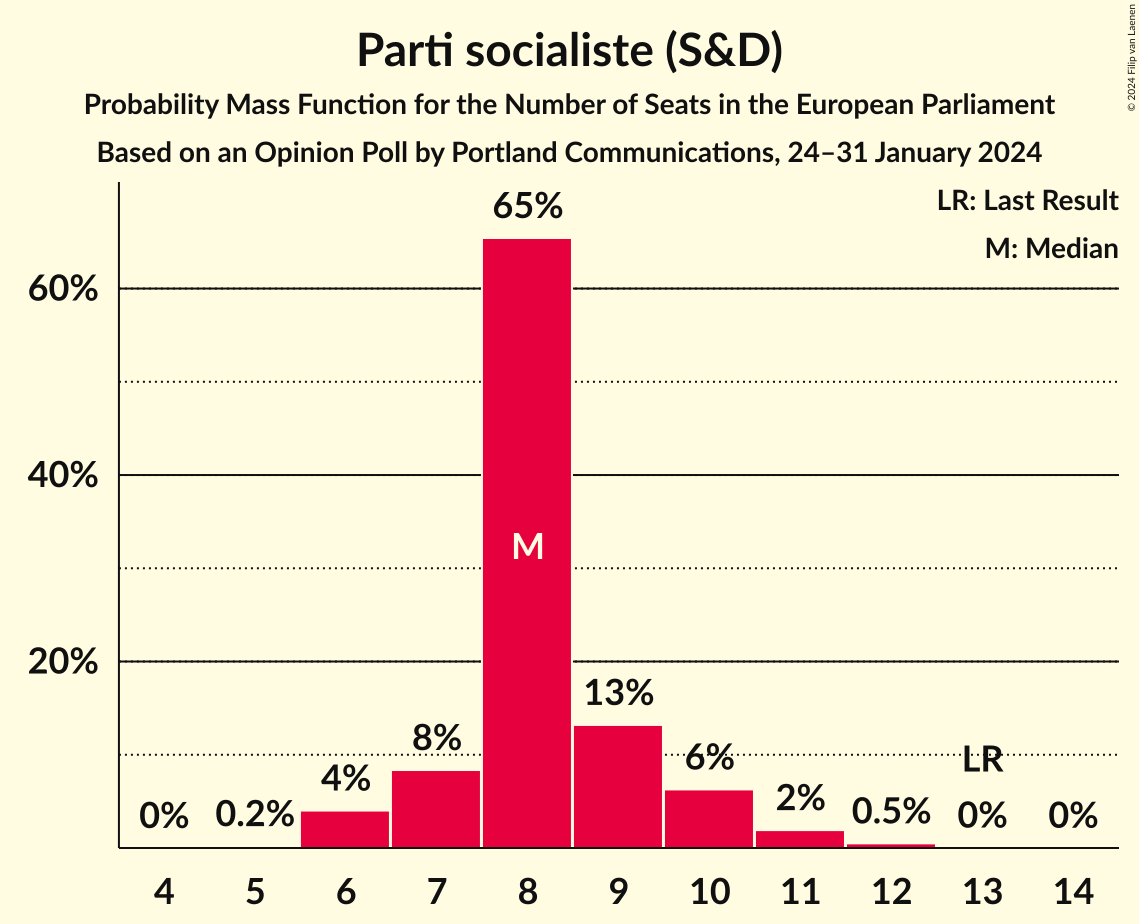 Parti socialiste (S&D)
Probability Mass Function for the Number of Seats in the European Parliament
Based on an Opinion Poll by Portland Communications, 24–31 January 2024
© 2024 Filip van Laenen
LR: Last Result
M: Median
65%
60%
40%
M
20%
13%
8%
6%
LR
4%
2%
0%
0.2%
0.5%
0%
0%
4 5 6 7 8 9 10 11 12 13 14